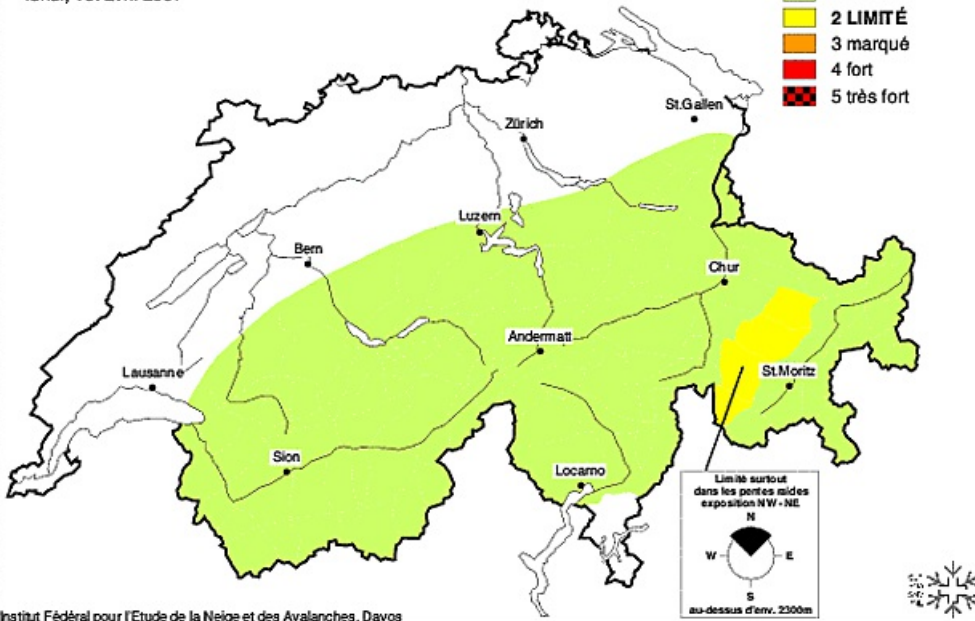 2 LIMITÉ
3 marqué
4 fort
5 très fort
St.Gallen
Zürich
Luzern
Bern
Chur
Andermatt
Lausanne
St.Moritz
Sion
Locarno
Limité surtout
dans les pentes raides
exposition NW - NE
N
W E
S
au-dessus d'env. 2300m
Institut Fédéral pour l'Etude de la Neige et des Avalanches, Davos